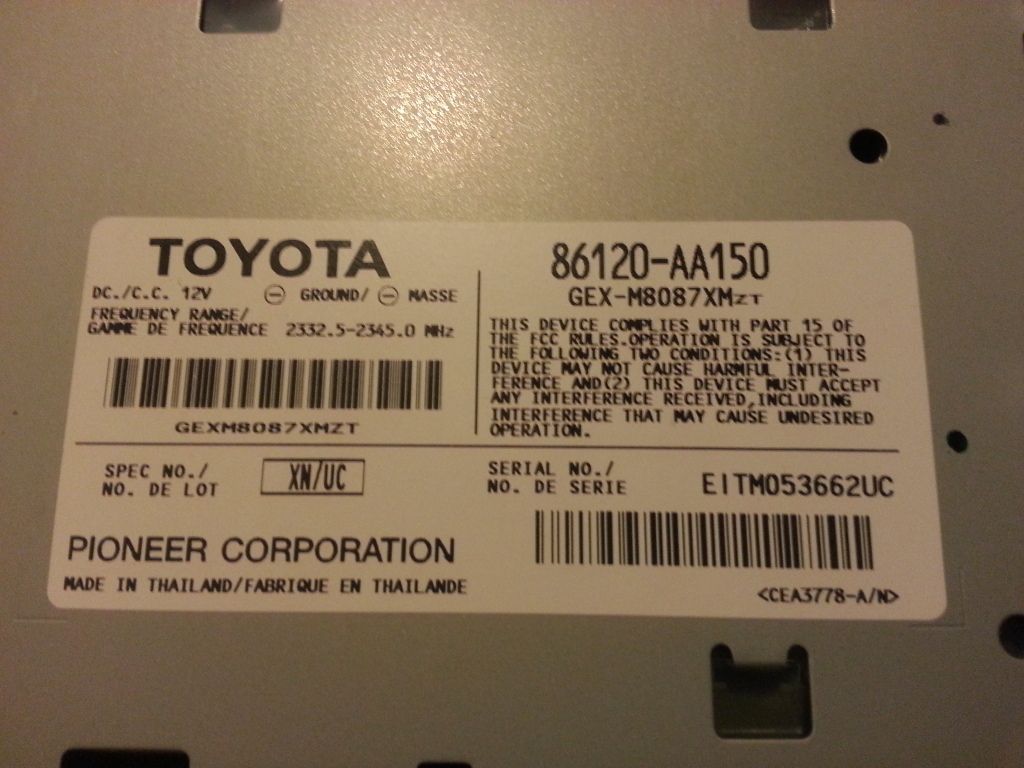 TOYOTA
DC./C.C. 12V ⊖ GROUND/ ⊖ MASSE
FREQUENCY RANGE/
GAMME DE FREQUENCE 2332.5-2345.0 MHz
GEXM8087XMZT
86120-AA150
GEX-M8087XMZT
THIS DEVICE COMPLIES WITH PART 15 OF
THE FCC RULES.OPERATION IS SUBJECT TO
THE FOLLOWING TWO CONDITIONS:(1) THIS
DEVICE MAY NOT CAUSE HARMFUL INTER-
FERENCE AND(2) THIS DEVICE MUST ACCEPT
ANY INTERFERENCE RECEIVED,INCLUDING
INTERFERENCE THAT MAY CAUSE UNDESIRED
OPERATION.
SPEC NO./
NO. DE LOT
XN/UC
SERIAL NO./
NO. DE SERIE
EITM053662UC
PIONEER CORPORATION
MADE IN THAILAND/FABRIQUE EN THAILANDE
<CEA3778-A/N>